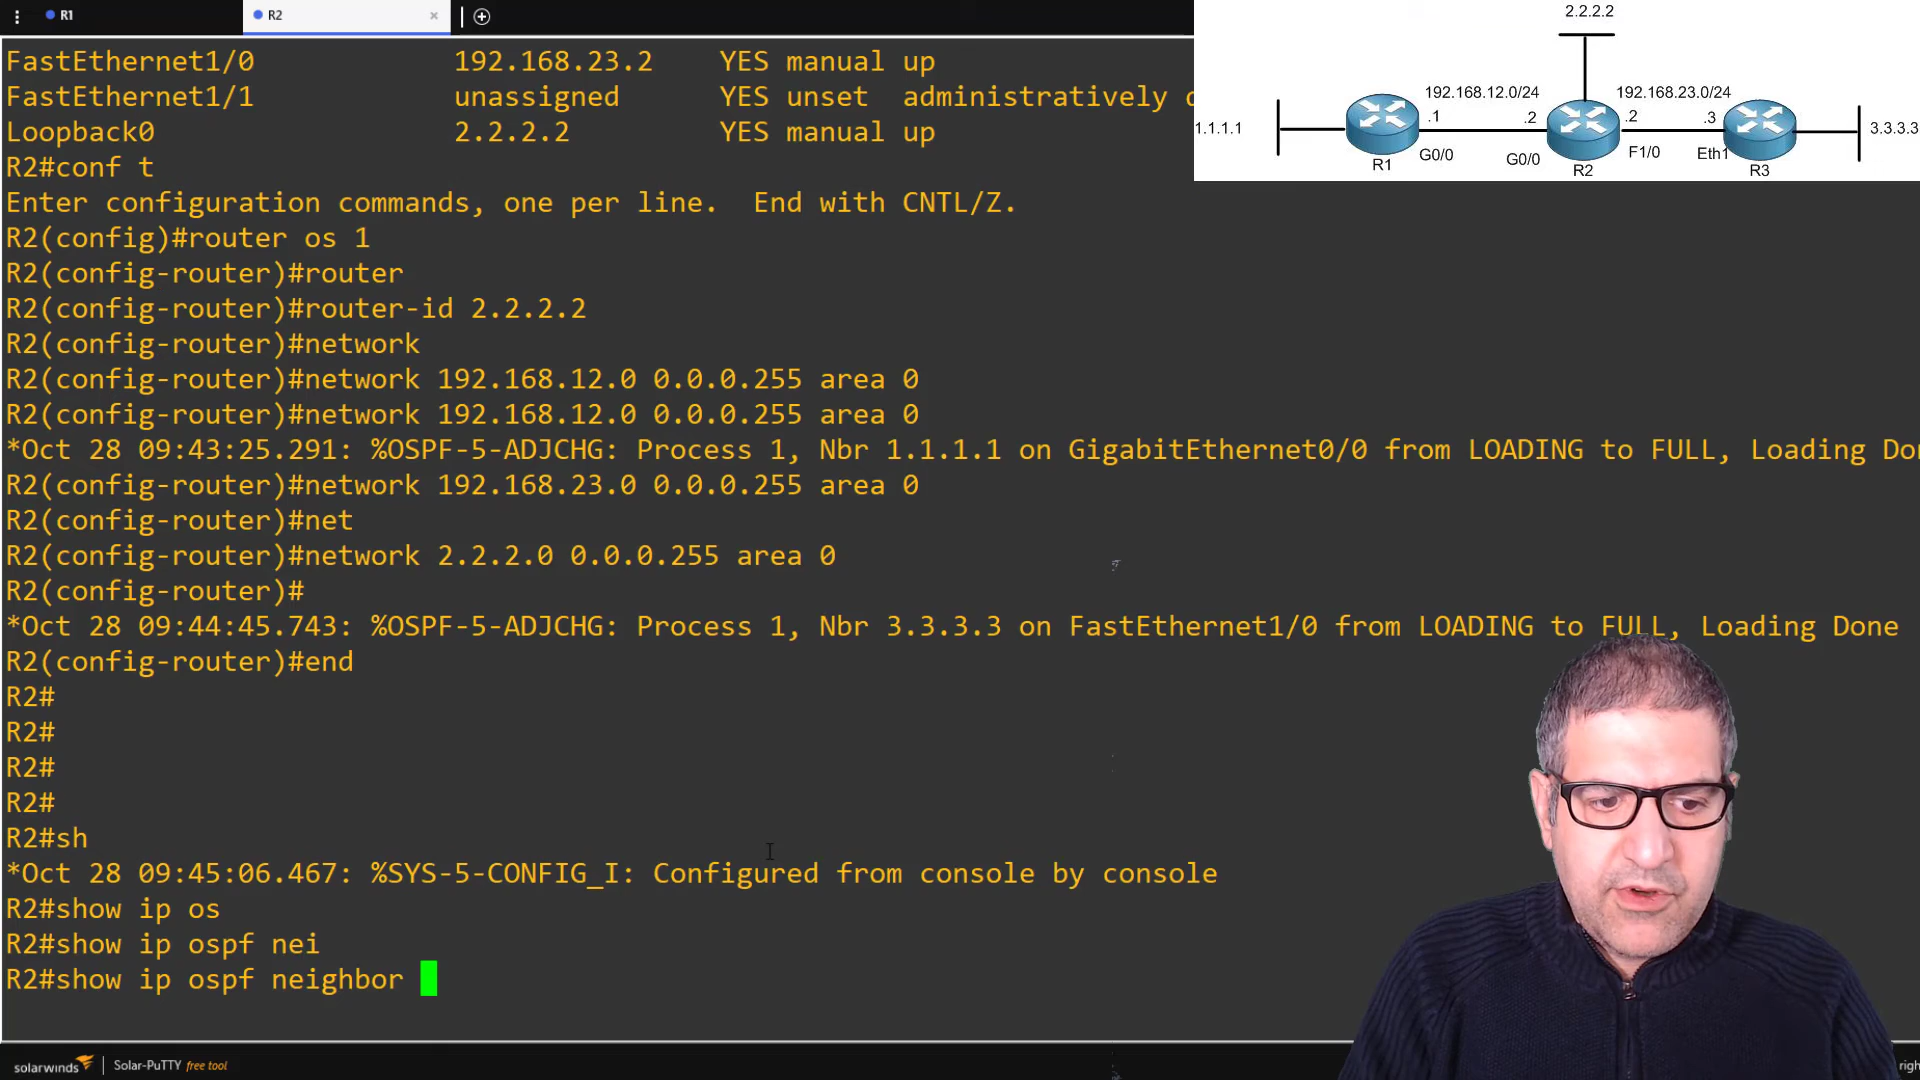 R1
R2
FastEthernet1/0 192.168.23.2 YES manual up
FastEthernet1/1 unassigned YES unset administratively
Loopback0 2.2.2.2 YES manual up
R2#conf t
Enter configuration commands, one per line. End with CNTL/Z.
R2(config)#router os 1
R2(config-router)#router
R2(config-router)#router-id 2.2.2.2
R2(config-router)#network
R2(config-router)#network 192.168.12.0 0.0.0.255 area 0
R2(config-router)#network 192.168.12.0 0.0.0.255 area 0
*Oct 28 09:43:25.291: %OSPF-5-ADJCHG: Process 1, Nbr 1.1.1.1 on GigabitEthernet0/0 from LOADING to FULL, Loading
R2(config-router)#network 192.168.23.0 0.0.0.255 area 0
R2(config-router)#net
R2(config-router)#network 2.2.2.0 0.0.0.255 area 0
R2(config-router)#
*Oct 28 09:44:45.743: %OSPF-5-ADJCHG: Process 1, Nbr 3.3.3.3 on FastEthernet1/0 from LOADING to FULL, Loading Done
R2(config-router)#end
R2#
R2#
R2#
R2#
R2#sh
*Oct 28 09:45:06.467: %SYS-5-CONFIG_I: Configured from console by console
R2#show ip os
R2#show ip ospf nei
R2#show ip ospf neighbor
2.2.2.2
192.168.12.0/24
192.168.23.0/24
1.1.1.1
.1
.2
.2
.3
3.3.3.3
G0/0
G0/0
F1/0
Eth1
R1
R2
R3
solarwinds
Solar-PuTTY free tool